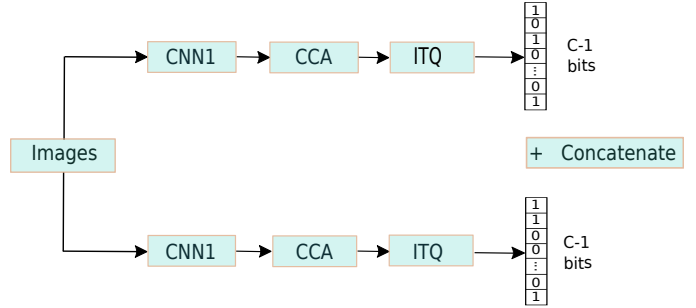 CNN1
CCA
ITQ
1
0
1
0
...
0
1
C-1
bits
Images
+ Concatenate
CNN1
CCA
ITQ
1
1
0
0
...
0
1
C-1
bits